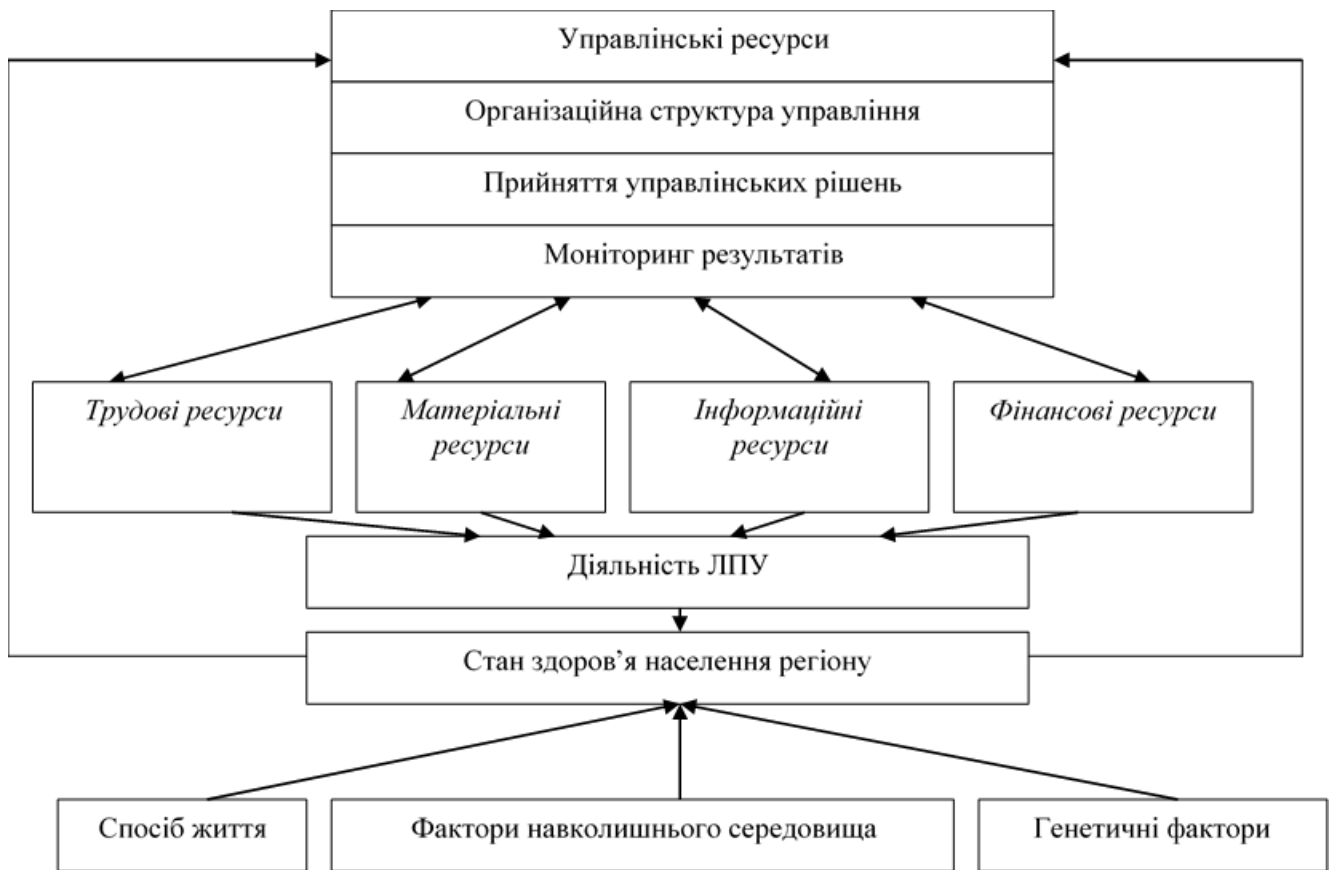 Управлінські ресурси
Організаційна структура управління
Прийняття управлінських рішень
Моніторинг результатів
Трудові ресурси
Матеріальні
ресурси
Інформаційні
ресурси
Фінансові ресурси
Діяльність ЛПУ
Стан здоров’я населення регіону
Спосіб життя
Фактори навколишнього середовища
Генетичні фактори